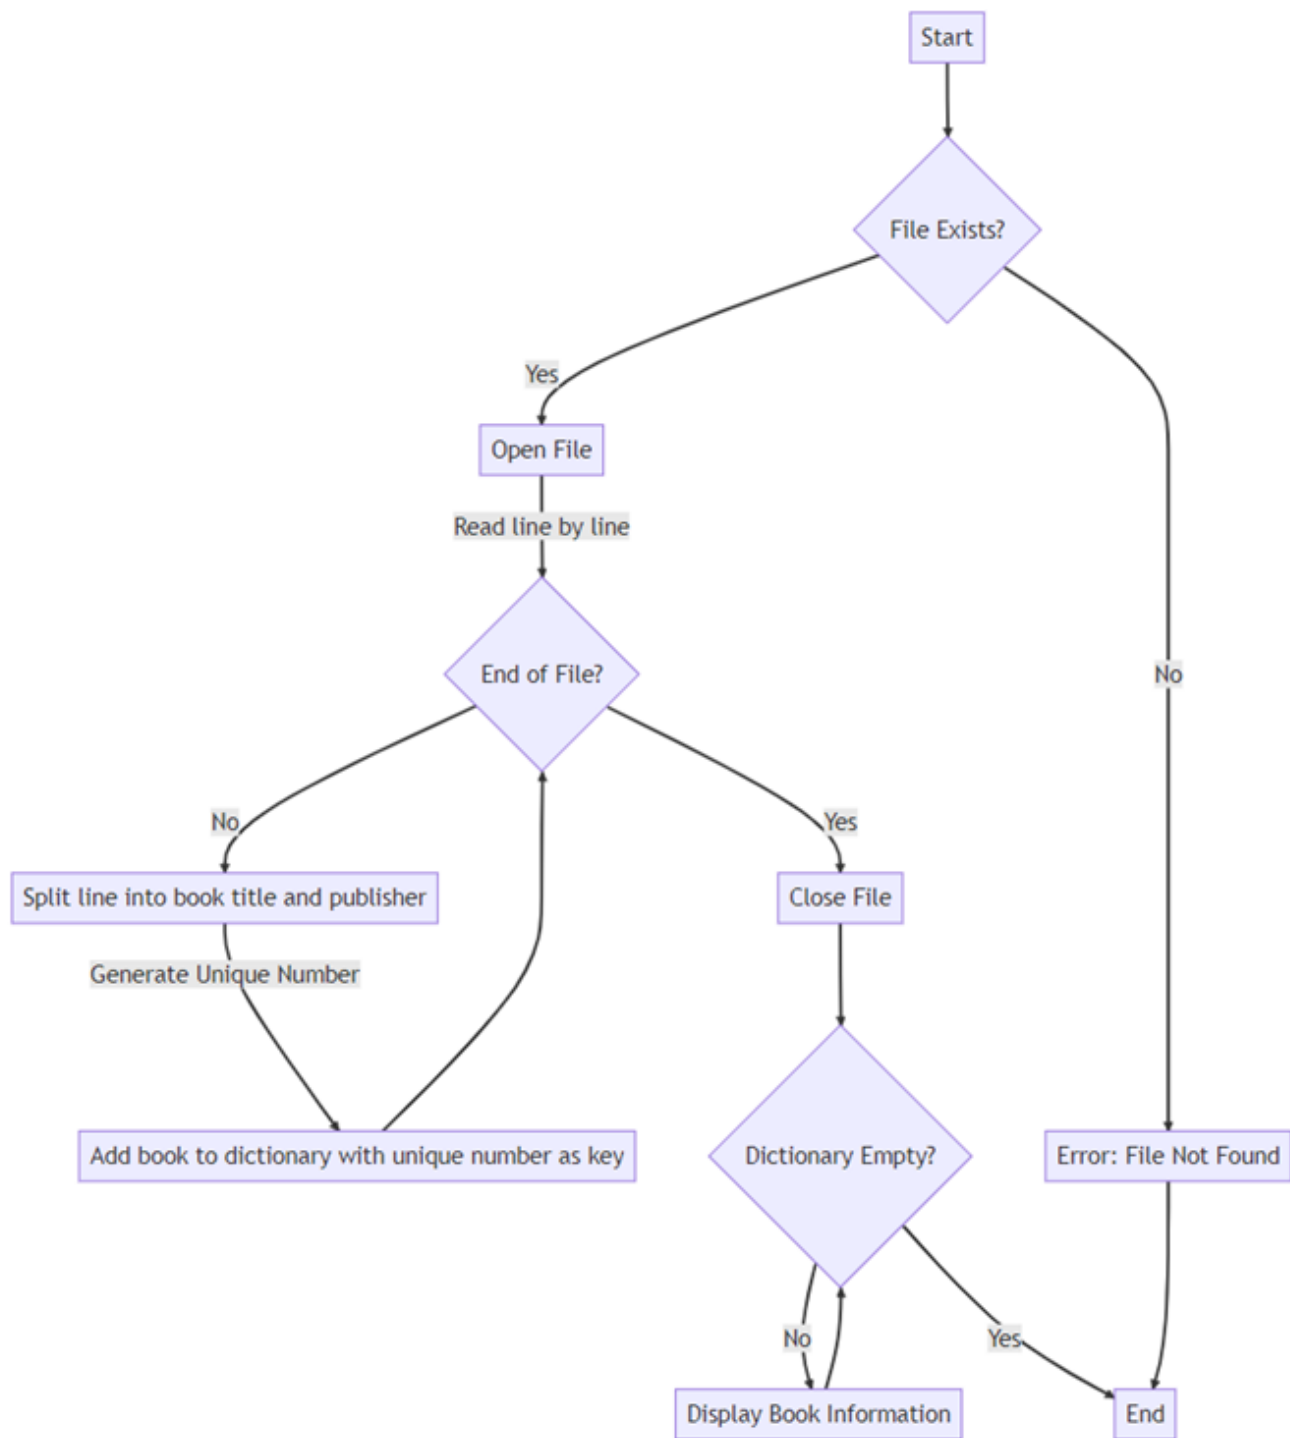 Start
File Exists?
Yes
Open File
Read line by line
End of File?
No
No
Yes
Split line into book title and publisher
Close File
Generate Unique Number
Add book to dictionary with unique number as key
Dictionary Empty?
Error: File Not Found
No
Yes
Display Book Information
End